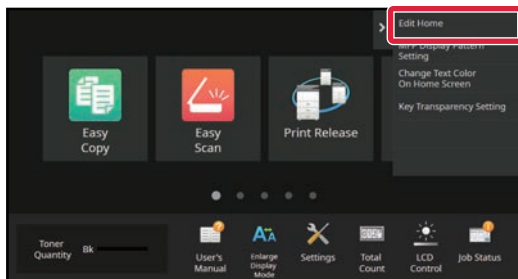 Edit Home
MFP Display Pattern
Setting
Change Text Color
On Home Screen
Key Transparency Setting
Easy
Copy
Easy
Scan
Print Release
Toner
Quantity
Bk
User's
Manual
Enlarge
Display
Mode
Settings
Total
Count
LCD
Control
Job Status